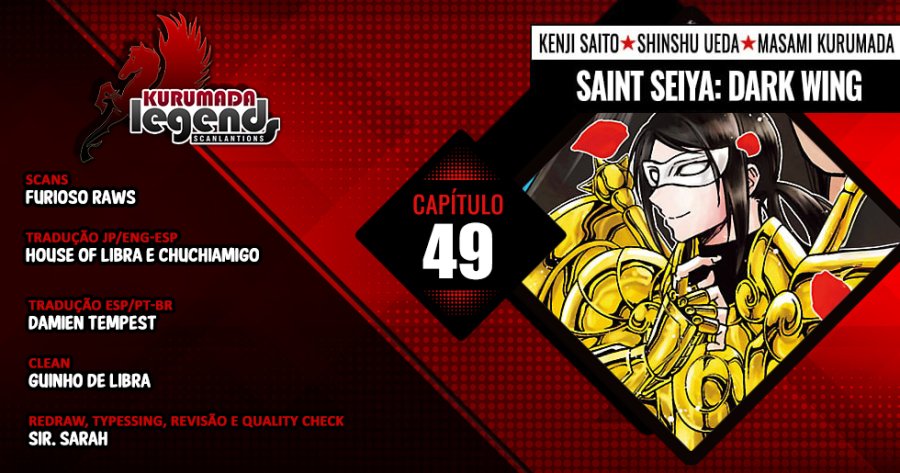 KURUMADA
legends
SCANLANTIONS
KENJI SAITO★SHINSHU UEDA★MASAMI KURUMADA
SAINT SEIYA: DARK WING
CAPÍTULO
49
SCANS
FURIOSO RAWS
TRADUÇÃO JP/ENG-ESP
HOUSE OF LIBRA E CHUCHIAMIGO
TRADUÇÃO ESP/PT-BR
DAMIEN TEMPEST
CLEAN
GUINHO DE LIBRA
REDRAW, TYPESSING, REVISÃO E QUALITY CHECK
SIR. SARAH